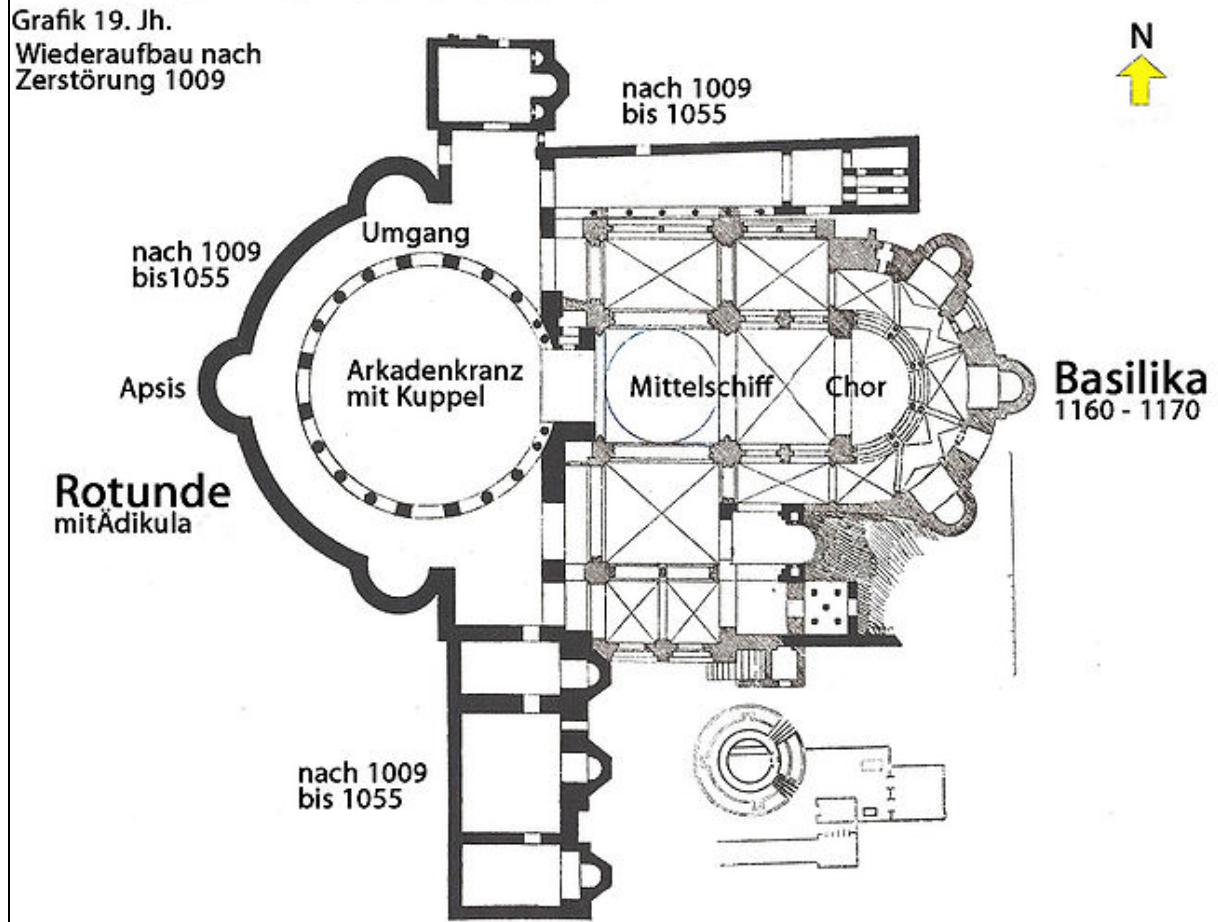 Grafik 19. Jh.
Wiederaufbau nach
Zerstörung 1009
N
nach 1009
bis 1055
Umgang
nach 1009
bis1055
Arkadenkranz
mit Kuppel
Apsis
Mittelschiff
Chor
Basilika
1160 - 1170
Rotunde
mitÄdikula
nach 1009
bis 1055